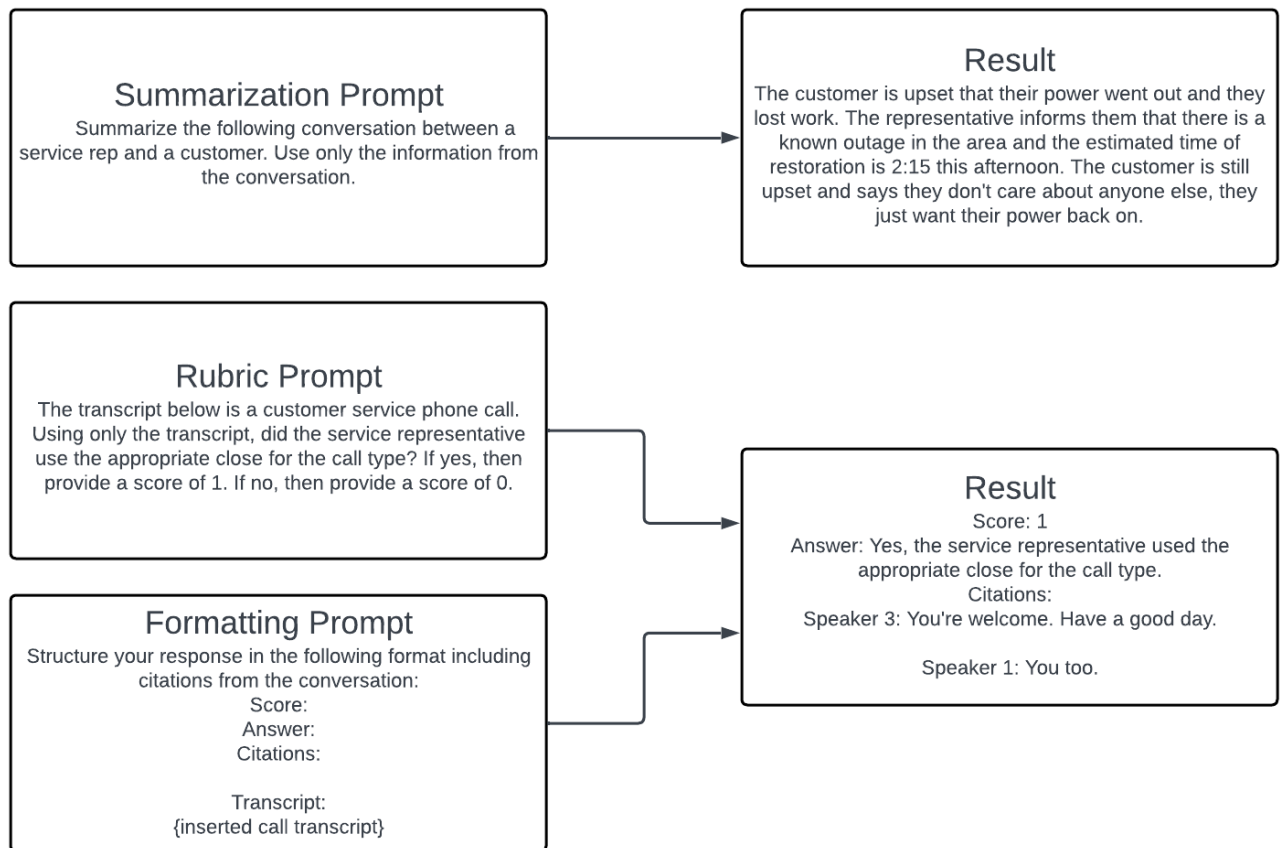 Summarization Prompt
Summarize the following conversation between a
service rep and a customer. Use only the information from
the conversation.
Result
The customer is upset that their power went out and they
lost work. The representative informs them that there is a
known outage in the area and the estimated time of
restoration is 2:15 this afternoon. The customer is still
upset and says they don't care about anyone else, they
just want their power back on.
Rubric Prompt
The transcript below is a customer service phone call.
Using only the transcript, did the service representative
use the appropriate close for the call type? If yes, then
provide a score of 1. If no, then provide a score of 0.
Formatting Prompt
Structure your response in the following format including
citations from the conversation:
Score:
Answer:
Citations:
Transcript:
{inserted call transcript}
Result
Score: 1
Answer: Yes, the service representative used the
appropriate close for the call type.
Citations:
Speaker 3: You're welcome. Have a good day.
Speaker 1: You too.